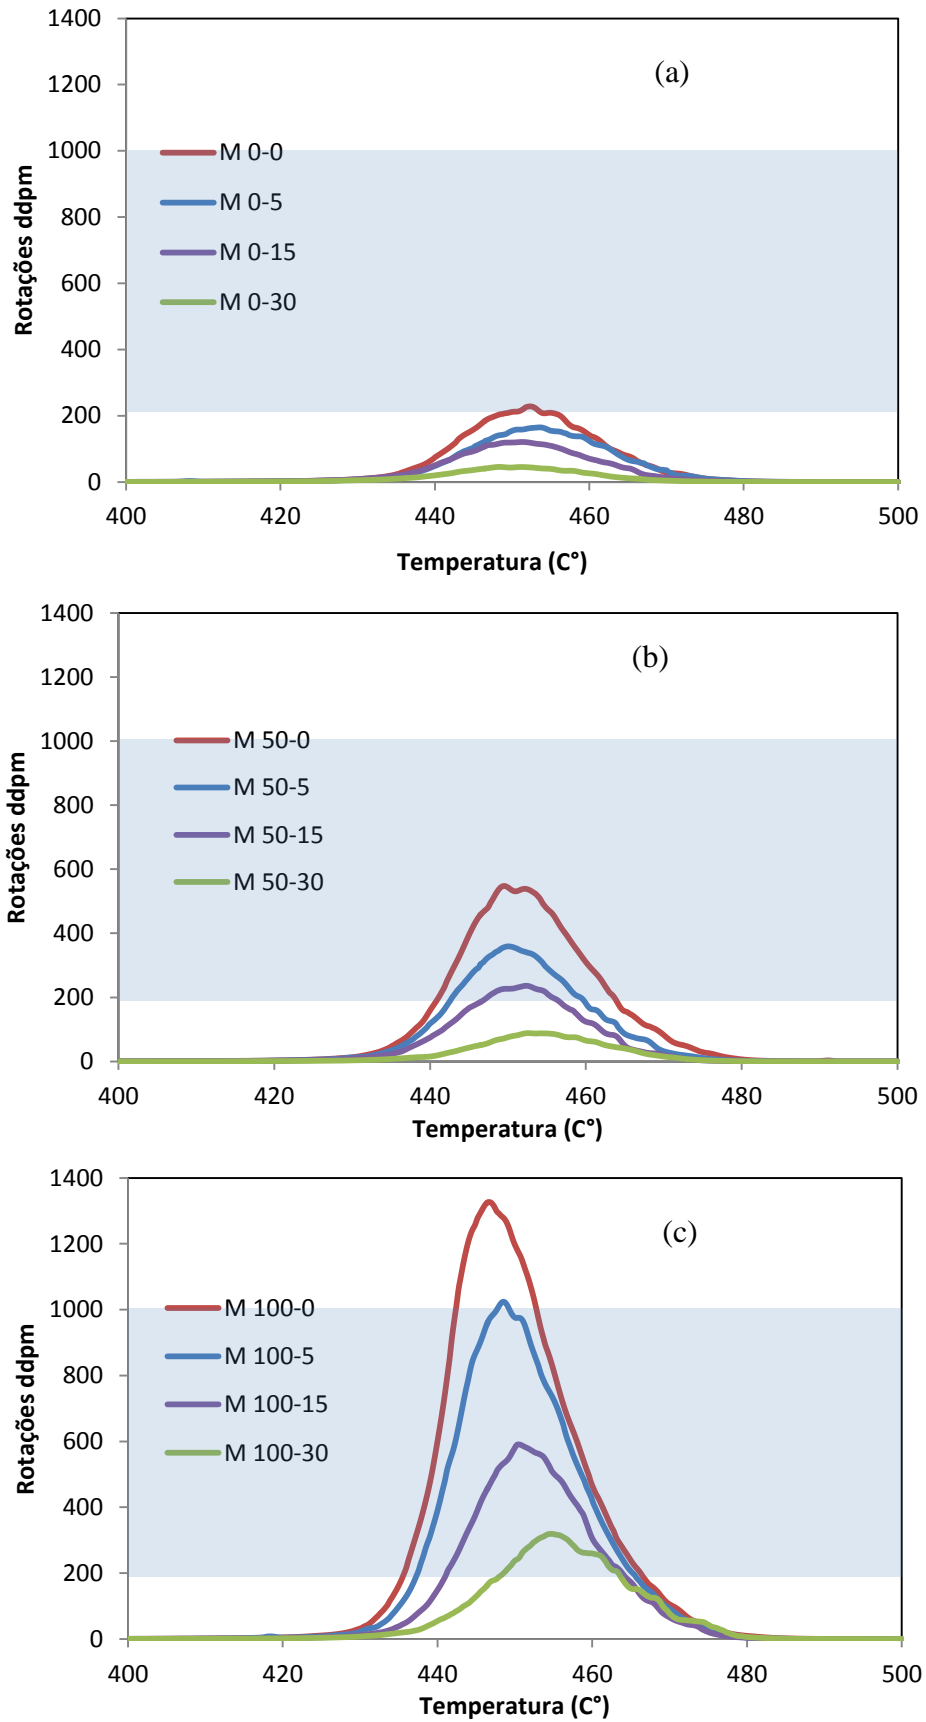 1400
(a)
1200
1000
M 0-0
800
M 0-5
M 0-15
600
M 0-30
400
200
0
Rotações ddpm
400 420 440 460 480 500
Temperatura (C°)
1400
(b)
1200
1000
M 50-0
800
M 50-5
M 50-15
600
M 50-30
400
200
0
Rotações ddpm
400 420 440 460 480 500
Temperatura (C°)
1400
(c)
1200
1000
M 100-0
M 100-5
800
M 100-15
600
M 100-30
400
200
0
Rotações ddpm
400 420 440 460 480 500
Temperatura (C°)